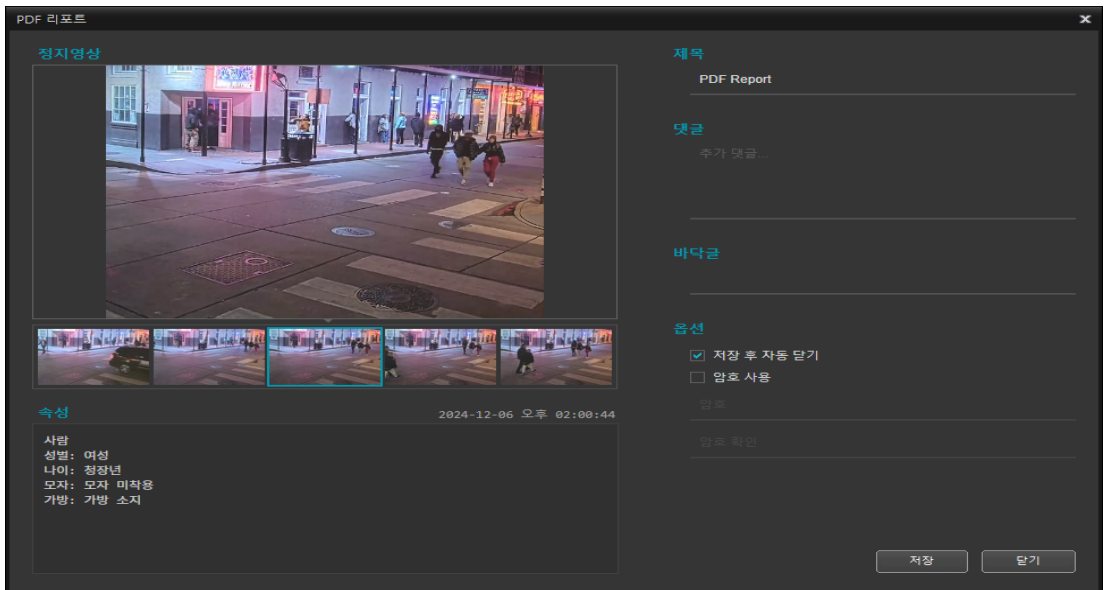 PDF 리포트
정지영상
속성
2024-12-06 오후 02:00:44
사람
성별: 여성
나이: 청장년
모자: 모자 미착용
가방: 가방 소지
제목
PDF Report
댓글
추가 댓글...
바닥글
옵션
저장 후 자동 닫기
암호 사용
암호
암호 확인
저장
닫기